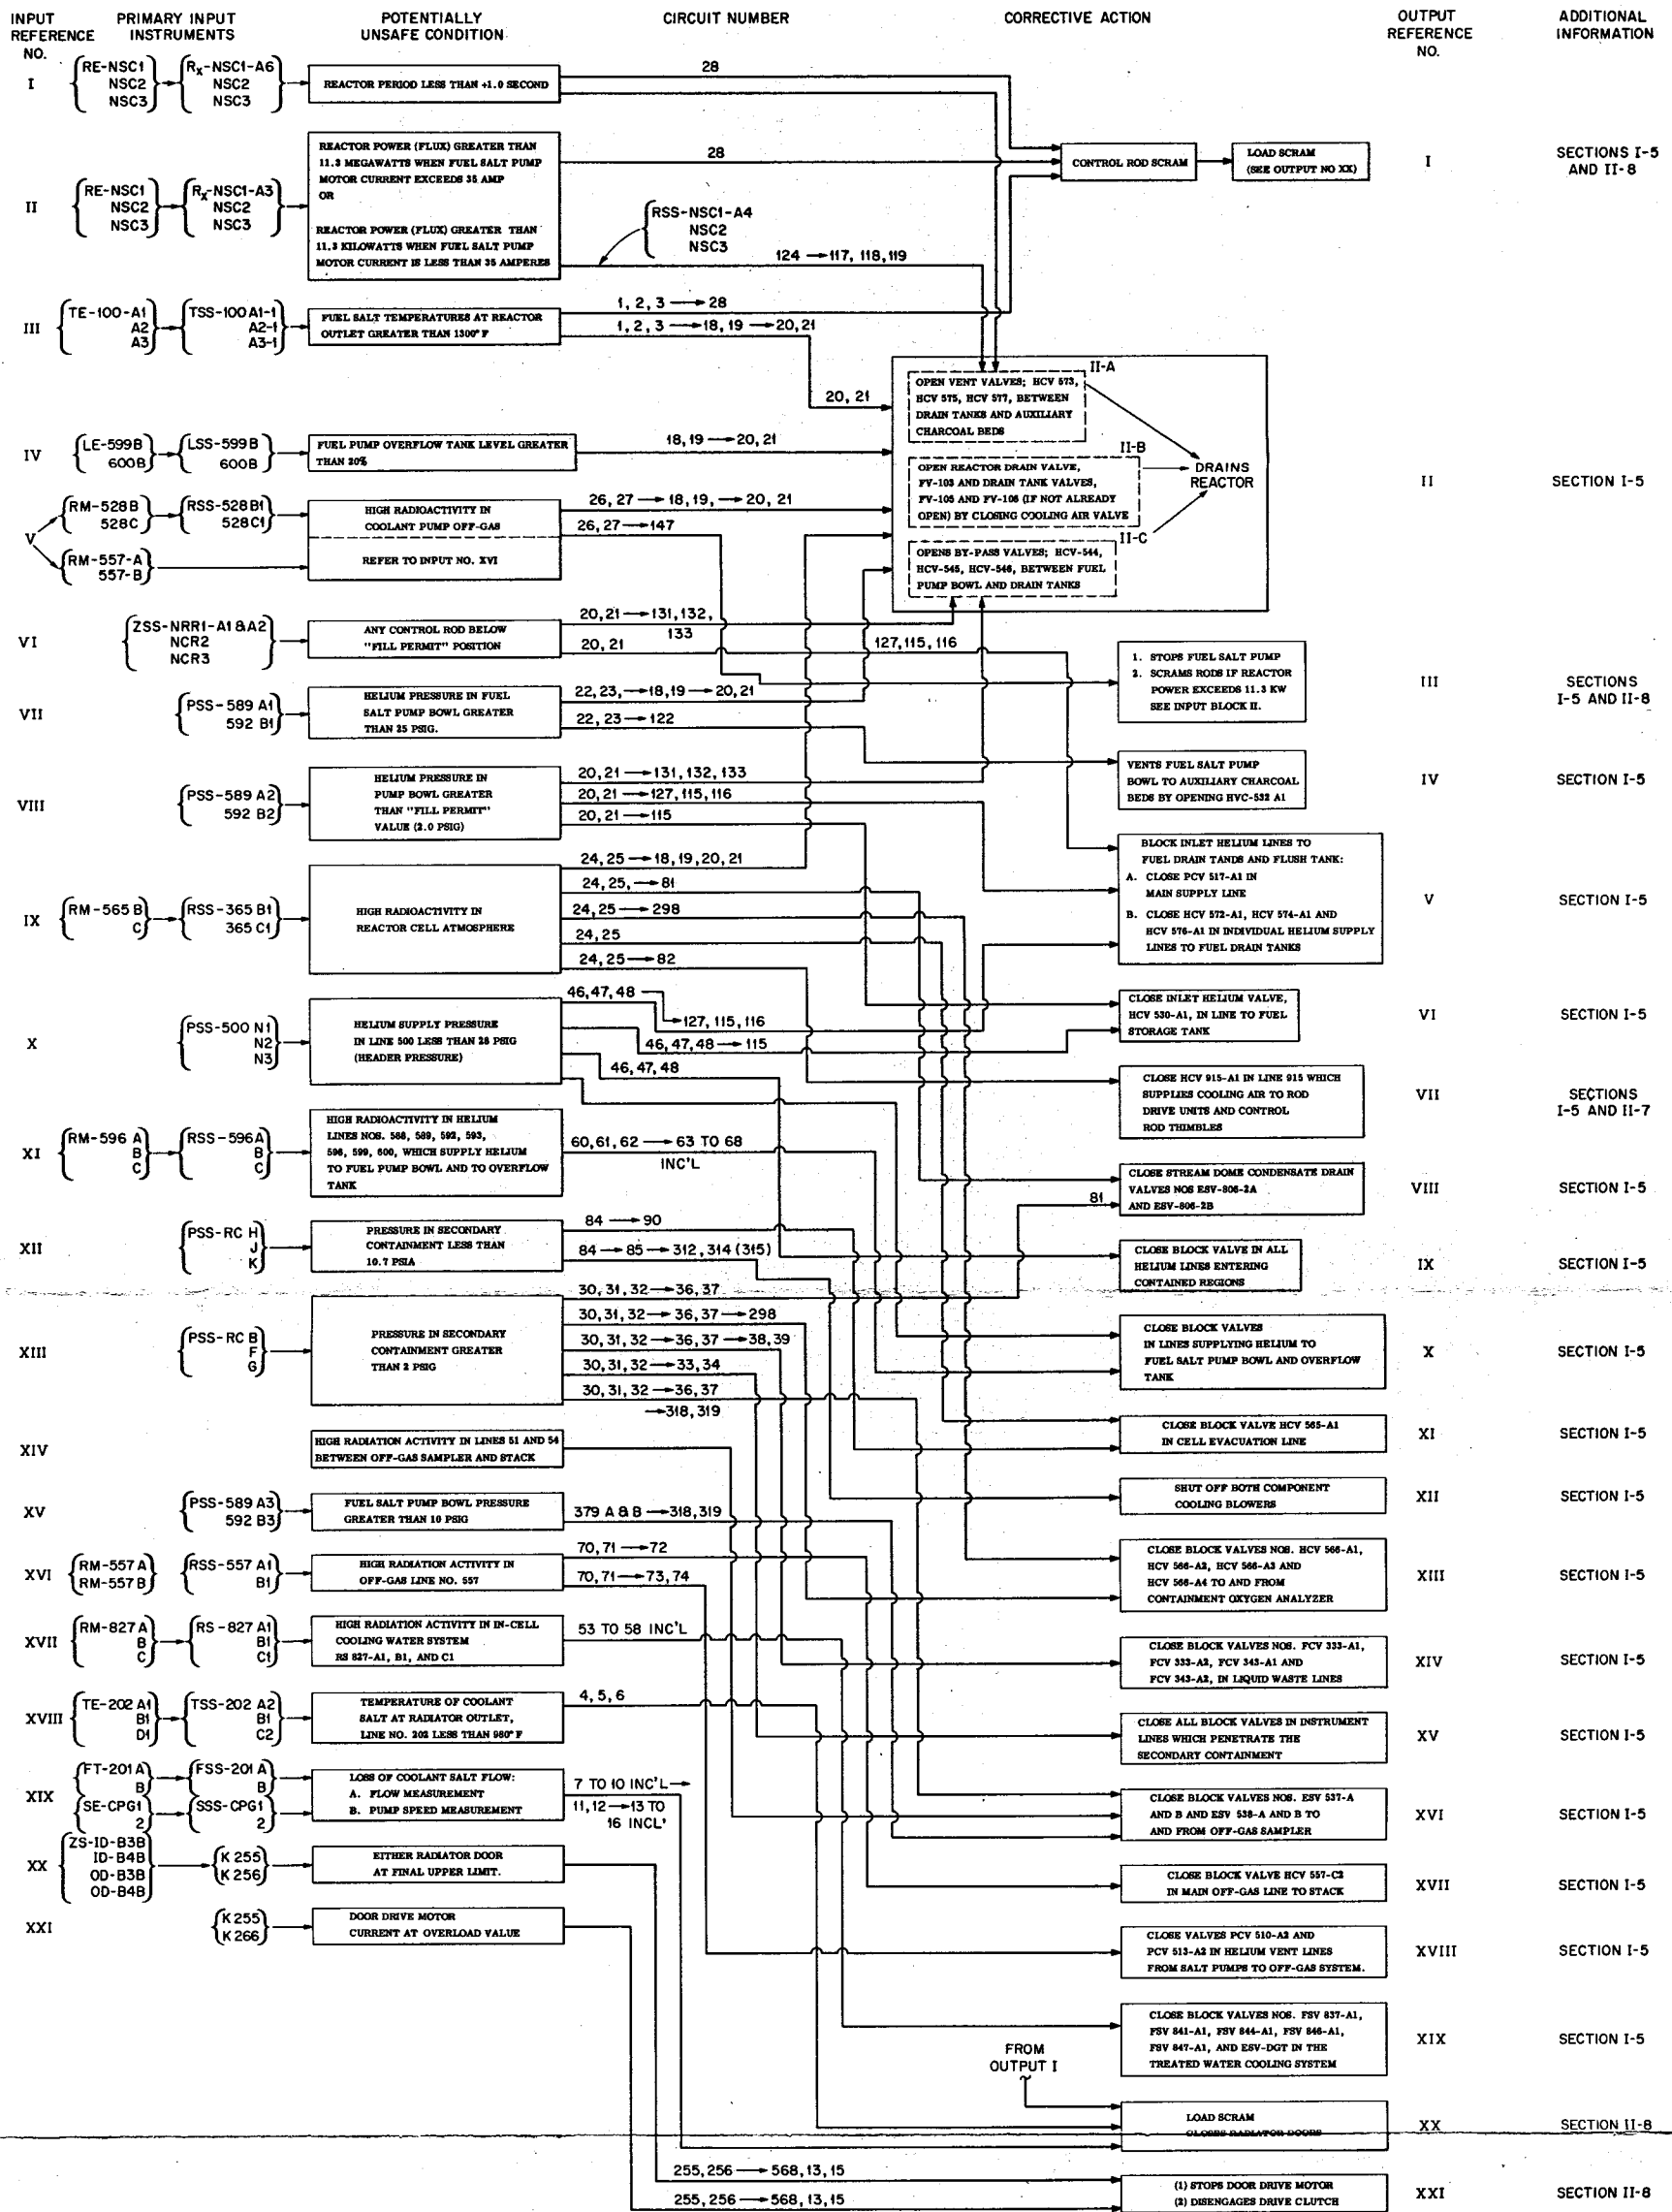 INPUT REFERENCE NO.
PRIMARY INPUT INSTRUMENTS
POTENTIALLY UNSAFE CONDITION
CIRCUIT NUMBER
CORRECTIVE ACTION
OUTPUT REFERENCE NO.
ADDITIONAL INFORMATION
I
RE-NSC1
NSC2
NSC3
Rx-NSC1-A6
NSC2
NSC3
REACTOR PERIOD LESS THAN +1.0 SECOND
28
II
RE-NSC1
NSC2
NSC3
Rx-NSC1-A3
NSC2
NSC3
REACTOR POWER (FLUX) GREATER THAN
11.3 MEGAWATTS WHEN FUEL SALT PUMP
MOTOR CURRENT EXCEEDS 35 AMP
OR
REACTOR POWER (FLUX) GREATER THAN
11.3 KILOWATTS WHEN FUEL SALT PUMP
MOTOR CURRENT IS LESS THAN 35 AMPERES
28
RSS-NSC1-A4
NSC2
NSC3
124 → 117, 118, 119
CONTROL ROD SCRAM
LOAD SCRAM
(SEE OUTPUT NO XX)
I
SECTIONS I-5
AND II-8
III
TE-100-A1
A2
A3
TSS-100 A1-1
A2-1
A3-1
FUEL SALT TEMPERATURES AT REACTOR
OUTLET GREATER THAN 1300° F
1, 2, 3 → 28
1, 2, 3 → 18, 19 → 20, 21
20, 21
II-A
OPEN VENT VALVES; HCV 573,
HCV 575, HCV 577, BETWEEN
DRAIN TANKS AND AUXILIARY
CHARCOAL BEDS
II-B
OPEN REACTOR DRAIN VALVE,
FV-103 AND DRAIN TANK VALVES,
FV-105 AND FV-106 (IF NOT ALREADY
OPEN) BY CLOSING COOLING AIR VALVE
II-C
OPENS BY-PASS VALVES; HCV-544,
HCV-545, HCV-546, BETWEEN FUEL
PUMP BOWL AND DRAIN TANKS
DRAINS
REACTOR
II
SECTION I-5
IV
LE-599B
600B
LSS-599B
600B
FUEL PUMP OVERFLOW TANK LEVEL GREATER
THAN 20%
18, 19 → 20, 21
V
RM-528B
528C
RSS-528B1
528C1
RM-557-A
557-B
HIGH RADIOACTIVITY IN
COOLANT PUMP OFF-GAS
REFER TO INPUT NO. XVI
26, 27 → 18, 19, → 20, 21
26, 27 → 147
VI
ZSS-NRR1-A1 &A2
NCR2
NCR3
ANY CONTROL ROD BELOW
"FILL PERMIT" POSITION
20, 21 → 131, 132,
133
20, 21
127, 115, 116
1. STOPS FUEL SALT PUMP
2. SCRAMS RODS IF REACTOR
POWER EXCEEDS 11.3 KW
SEE INPUT BLOCK II.
III
SECTIONS
I-5 AND II-8
VII
PSS-589 A1
592 B1
HELIUM PRESSURE IN FUEL
SALT PUMP BOWL GREATER
THAN 25 PSIG.
22, 23, → 18, 19 → 20, 21
22, 23 → 122
VENTS FUEL SALT PUMP
BOWL TO AUXILIARY CHARCOAL
BEDS BY OPENING HVC-532 A1
IV
SECTION I-5
VIII
PSS-589 A2
592 B2
HELIUM PRESSURE IN
PUMP BOWL GREATER
THAN "FILL PERMIT"
VALUE (2.0 PSIG)
20, 21 → 131, 132, 133
20, 21 → 127, 115, 116
20, 21 → 115
BLOCK INLET HELIUM LINES TO
FUEL DRAIN TANDS AND FLUSH TANK:
A. CLOSE PCV 517-A1 IN
MAIN SUPPLY LINE
B. CLOSE HCV 572-A1, HCV 574-A1 AND
HCV 576-A1 IN INDIVIDUAL HELIUM SUPPLY
LINES TO FUEL DRAIN TANKS
V
SECTION I-5
IX
RM-565 B
C
RSS-365 B1
365 C1
HIGH RADIOACTIVITY IN
REACTOR CELL ATMOSPHERE
24, 25 → 18, 19, 20, 21
24, 25, → 81
24, 25 → 298
24, 25
24, 25 → 82
X
PSS-500 N1
N2
N3
HELIUM SUPPLY PRESSURE
IN LINE 500 LESS THAN 28 PSIG
(HEADER PRESSURE)
46, 47, 48
→ 127, 115, 116
46, 47, 48 → 115
46, 47, 48
CLOSE INLET HELIUM VALVE,
HCV 530-A1, IN LINE TO FUEL
STORAGE TANK
VI
SECTION I-5
CLOSE HCV 915-A1 IN LINE 915 WHICH
SUPPLIES COOLING AIR TO ROD
DRIVE UNITS AND CONTROL
ROD THIMBLES
VII
SECTIONS
I-5 AND II-7
XI
RM-596 A
B
C
RSS-596A
B
C
HIGH RADIOACTIVITY IN HELIUM
LINES NOS. 588, 589, 592, 593,
596, 599, 600, WHICH SUPPLY HELIUM
TO FUEL PUMP BOWL AND TO OVERFLOW
TANK
60, 61, 62 → 63 TO 68
INC'L
CLOSE STREAM DOME CONDENSATE DRAIN
VALVES NOS ESV-806-2A
AND ESV-806-2B
81
VIII
SECTION I-5
XII
PSS-RC H
J
K
PRESSURE IN SECONDARY
CONTAINMENT LESS THAN
10.7 PSIA
84 → 90
84 → 85 → 312, 314 (315)
CLOSE BLOCK VALVE IN ALL
HELIUM LINES ENTERING
CONTAINED REGIONS
IX
SECTION I-5
XIII
PSS-RC B
F
G
PRESSURE IN SECONDARY
CONTAINMENT GREATER
THAN 2 PSIG
30, 31, 32 → 36, 37
30, 31, 32 → 36, 37 → 298
30, 31, 32 → 36, 37 → 38, 39
30, 31, 32 → 33, 34
30, 31, 32 → 36, 37
→ 318, 319
CLOSE BLOCK VALVES
IN LINES SUPPLYING HELIUM TO
FUEL SALT PUMP BOWL AND OVERFLOW
TANK
X
SECTION I-5
XIV
HIGH RADIATION ACTIVITY IN LINES 51 AND 54
BETWEEN OFF-GAS SAMPLER AND STACK
CLOSE BLOCK VALVE HCV 565-A1
IN CELL EVACUATION LINE
XI
SECTION I-5
XV
PSS-589 A3
592 B3
FUEL SALT PUMP BOWL PRESSURE
GREATER THAN 10 PSIG
379 A & B → 318, 319
SHUT OFF BOTH COMPONENT
COOLING BLOWERS
XII
SECTION I-5
XVI
RM-557 A
RM-557 B
RSS-557 A1
B1
HIGH RADIATION ACTIVITY IN
OFF-GAS LINE NO. 557
70, 71 → 72
70, 71 → 73, 74
CLOSE BLOCK VALVES NOS. HCV 566-A1,
HCV 566-A2, HCV 566-A3 AND
HCV 566-A4 TO AND FROM
CONTAINMENT OXYGEN ANALYZER
XIII
SECTION I-5
XVII
RM-827 A
B
C
RS-827 A1
B1
C1
HIGH RADIATION ACTIVITY IN IN-CELL
COOLING WATER SYSTEM
RS 827-A1, B1, AND C1
53 TO 58 INC'L
CLOSE BLOCK VALVES NOS. FCV 333-A1,
FCV 333-A2, FCV 343-A1 AND
FCV 343-A2, IN LIQUID WASTE LINES
XIV
SECTION I-5
XVIII
TE-202 A1
B1
D1
TSS-202 A2
B1
C2
TEMPERATURE OF COOLANT
SALT AT RADIATOR OUTLET,
LINE NO. 202 LESS THAN 980° F
4, 5, 6
CLOSE ALL BLOCK VALVES IN INSTRUMENT
LINES WHICH PENETRATE THE
SECONDARY CONTAINMENT
XV
SECTION I-5
XIX
FT-201 A
B
FSS-201 A
B
SE-CPG1
2
SSS-CPG1
2
LOSS OF COOLANT SALT FLOW:
A. FLOW MEASUREMENT
B. PUMP SPEED MEASUREMENT
7 TO 10 INC'L →
11, 12 → 13 TO
16 INCL'
CLOSE BLOCK VALVES NOS. ESV 537-A
AND B AND ESV 538-A AND B TO
AND FROM OFF-GAS SAMPLER
XVI
SECTION I-5
XX
ZS-ID-B3B
ID-B4B
OD-B3B
OD-B4B
K 255
K 256
EITHER RADIATOR DOOR
AT FINAL UPPER LIMIT.
CLOSE BLOCK VALVE HCV 557-C2
IN MAIN OFF-GAS LINE TO STACK
XVII
SECTION I-5
XXI
K 255
K 266
DOOR DRIVE MOTOR
CURRENT AT OVERLOAD VALUE
CLOSE VALVES PCV 510-A2 AND
PCV 513-A2 IN HELIUM VENT LINES
FROM SALT PUMPS TO OFF-GAS SYSTEM.
XVIII
SECTION I-5
CLOSE BLOCK VALVES NOS. FSV 837-A1,
FSV 841-A1, FSV 844-A1, FSV 846-A1,
FSV 847-A1, AND ESV-DGT IN THE
TREATED WATER COOLING SYSTEM
XIX
SECTION I-5
FROM
OUTPUT I
LOAD SCRAM
CLOSES RADIATOR DOORS
XX
SECTION II-8
255, 256 → 568, 13, 15
255, 256 → 568, 13, 15
(1) STOPS DOOR DRIVE MOTOR
(2) DISENGAGES DRIVE CLUTCH
XXI
SECTION II-8